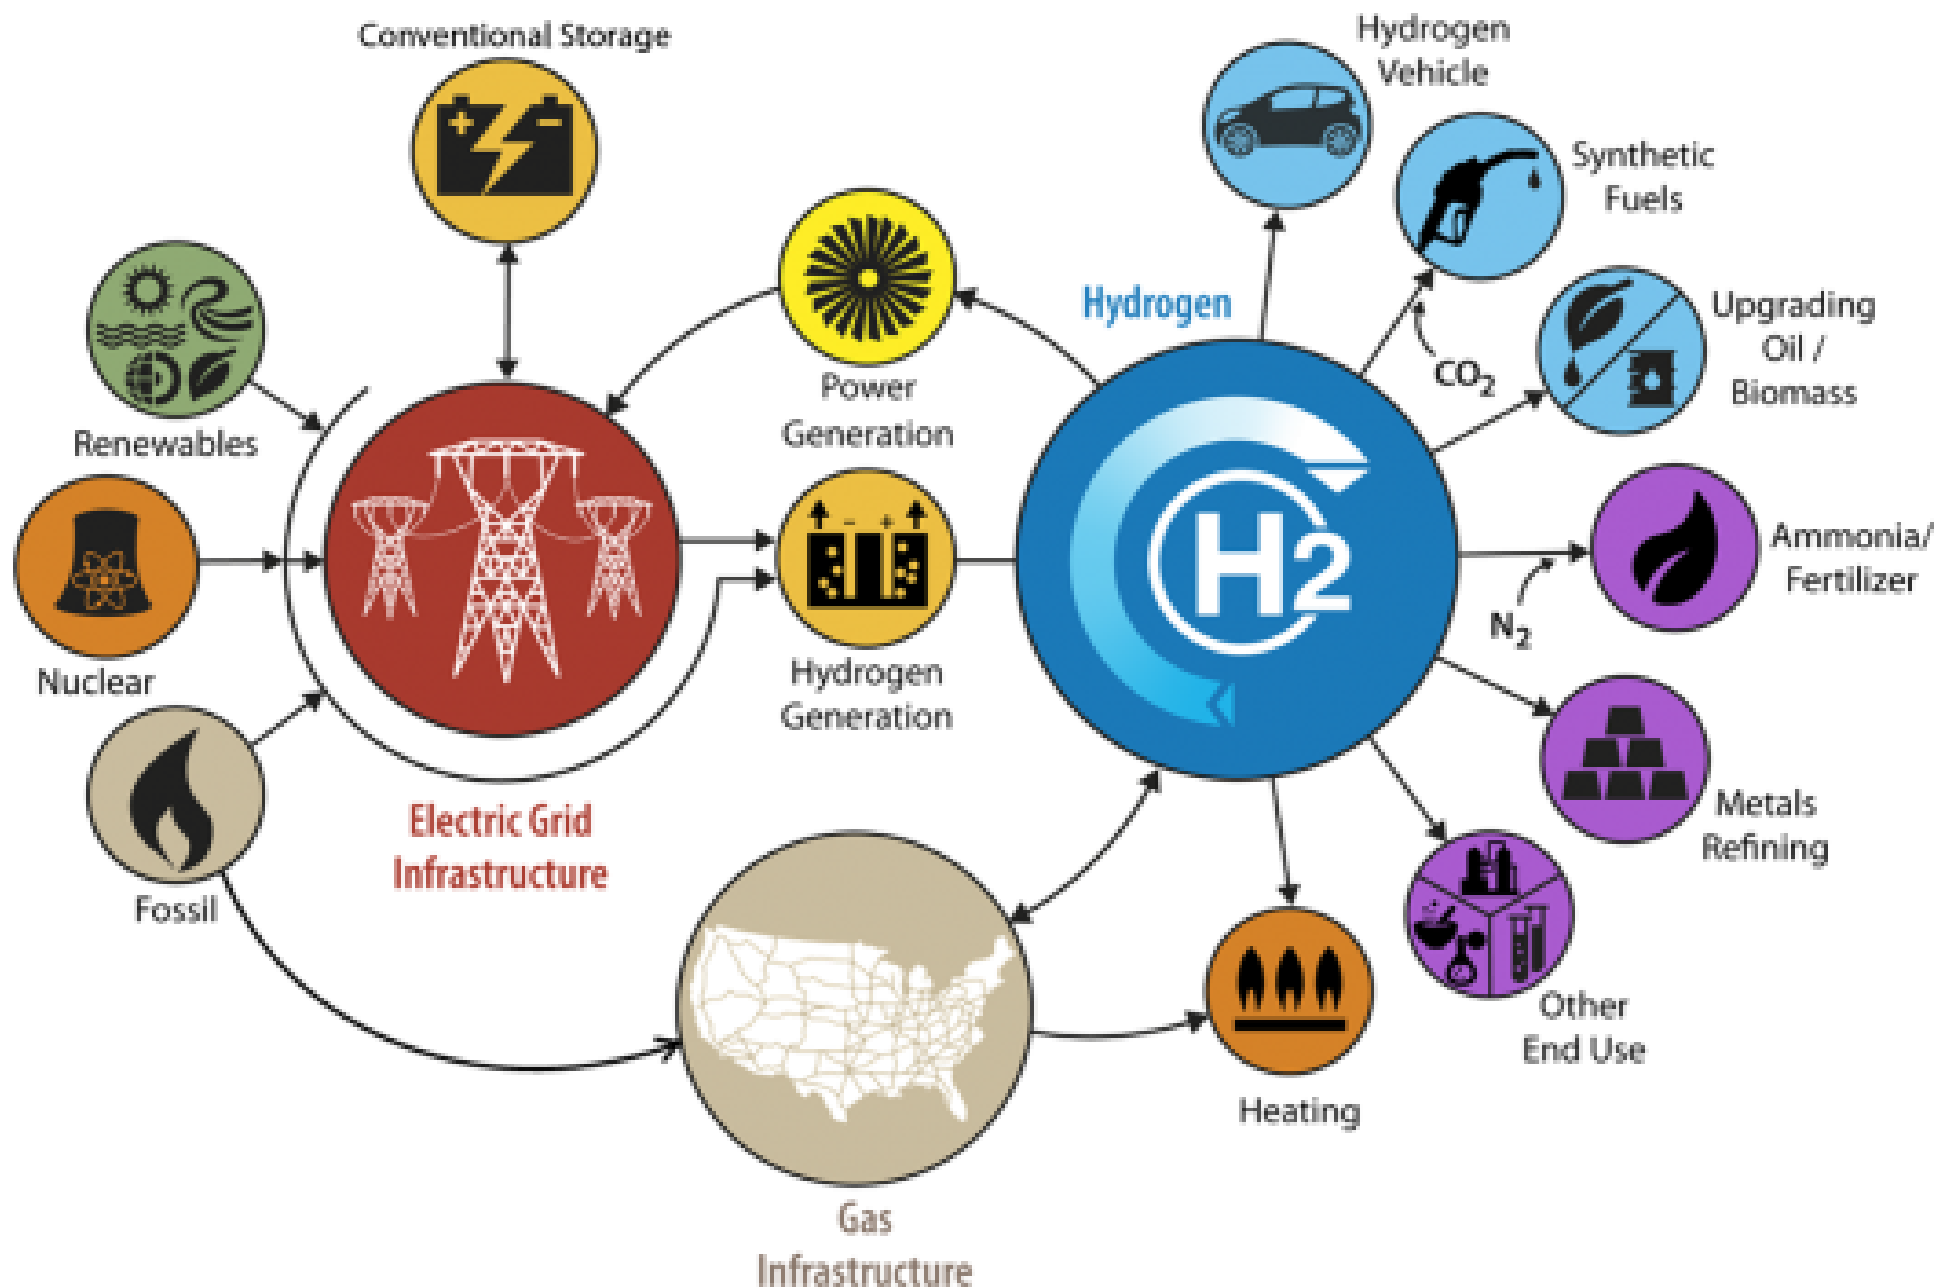 Conventional Storage
Hydrogen
Vehicle
Synthetic
Fuels
Renewables
Power
Generation
Hydrogen
CO₂
Upgrading
Oil /
Biomass
Nuclear
Hydrogen
Generation
H2
N₂
Ammonia/
Fertilizer
Fossil
Electric Grid
Infrastructure
Metals
Refining
Other
End Use
Heating
Gas
Infrastructure